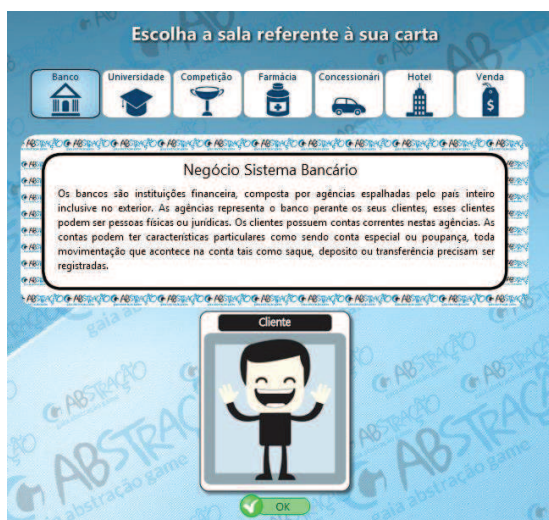 Escolha a sala referente à sua carta
Banco Universidade Competição Farmácia Concessionári Hotel Venda
Negócio Sistema Bancário
Os bancos são instituições financeira, composta por agências espalhadas pelo país inteiro
inclusive no exterior. As agências representa o banco perante os seus clientes, esses clientes
podem ser pessoas físicas ou jurídicas. Os clientes possuem contas correntes nestas agências. As
contas podem ter características particulares como sendo conta especial ou poupança, toda
movimentação que acontece na conta tais como saque, deposito ou transferência precisam ser
registradas.
Cliente
ABSTRAÇÃO
gaia abstração game
OK